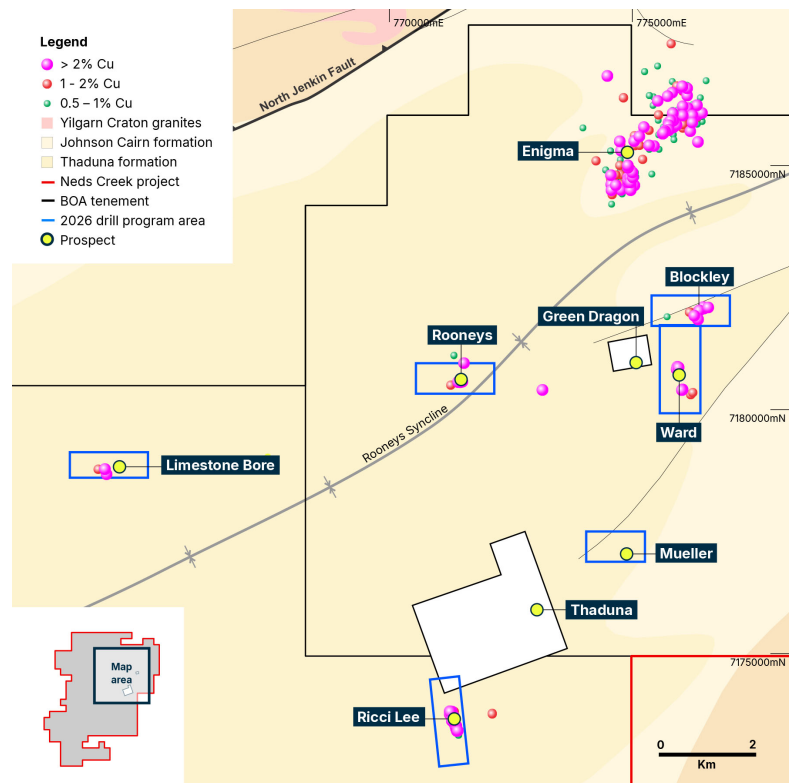 770000mE
775000mE
Legend
> 2% Cu
1 - 2% Cu
0.5 – 1% Cu
Yilgarn Craton granites
Johnson Cairn formation
Thaduna formation
Neds Creek project
BOA tenement
2026 drill program area
Prospect
North Jenkin Fault
Enigma
7185000mN
Blockley
Green Dragon
Rooneys
7180000mN
Ward
Rooneys Syncline
Limestone Bore
Mueller
Thaduna
7175000mN
Map
area
Ricci Lee
0 2
Km